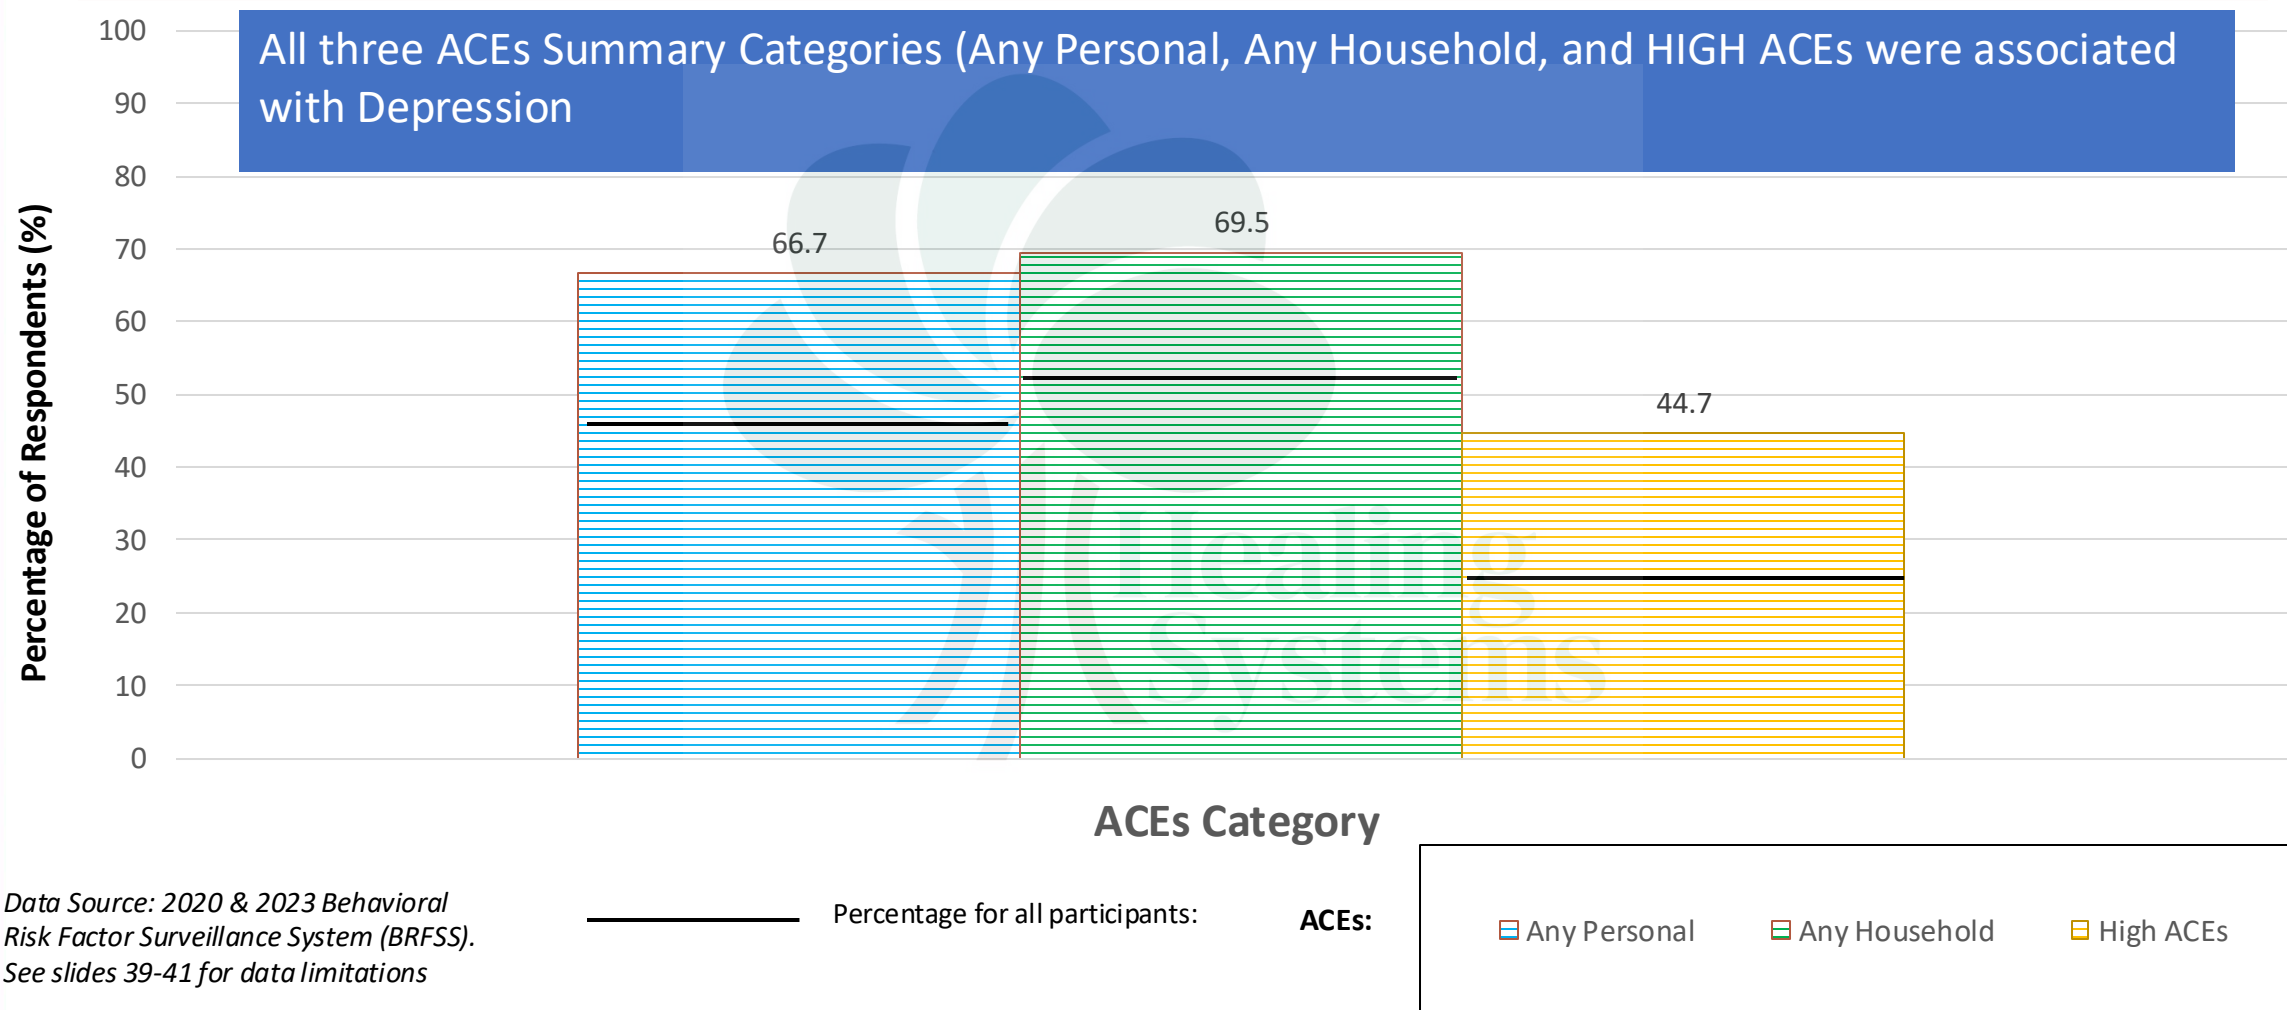 All three ACEs Summary Categories (Any Personal, Any Household, and HIGH ACEs were associated
with Depression
Percentage of Respondents (%)
100
90
80
70
60
50
40
30
20
10
0
66.7
69.5
44.7
Healing
Systems
ACEs Category
Data Source: 2020 & 2023 Behavioral
Risk Factor Surveillance System (BRFSS).
See slides 39-41 for data limitations
Percentage for all participants:
ACEs:
Any Personal
Any Household
High ACEs